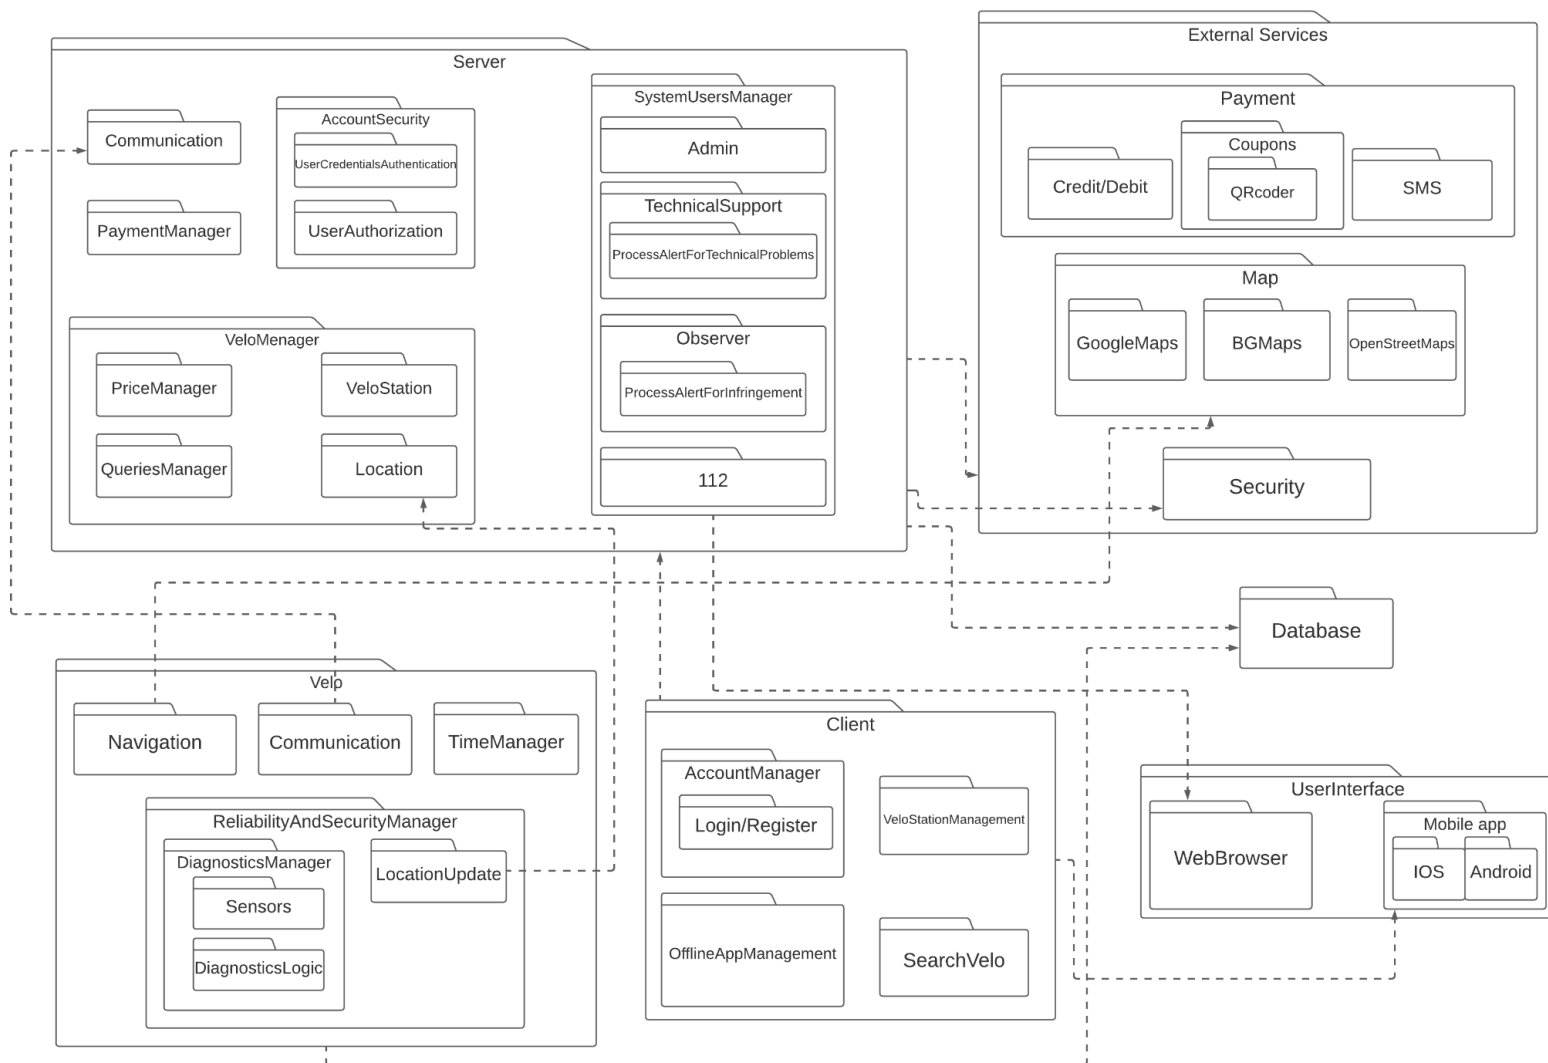 Server
Communication
PaymentManager
AccountSecurity
UserCredentialsAuthentication
UserAuthorization
SystemUsersManager
Admin
TechnicalSupport
ProcessAlertForTechnicalProblems
Observer
ProcessAlertForInfringement
112
VeloMenager
PriceManager
VeloStation
QueriesManager
Location
External Services
Payment
Credit/Debit
Coupons
QRcoder
SMS
Map
GoogleMaps
BGMaps
OpenStreetMaps
Security
Database
Velo
Navigation
Communication
TimeManager
ReliabilityAndSecurityManager
DiagnosticsManager
Sensors
DiagnosticsLogic
LocationUpdate
Client
AccountManager
Login/Register
VeloStationManagement
OfflineAppManagement
SearchVelo
UserInterface
WebBrowser
Mobile app
IOS
Android